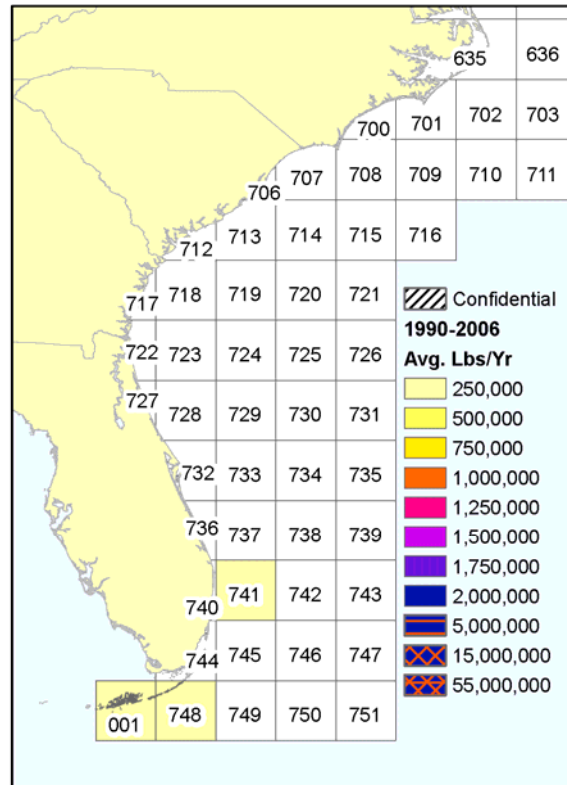 635 636
700 701 702 703
706 707 708 709 710 711
712 713 714 715 716
717 718 719 720 721
722 723 724 725 726
727 728 729 730 731
732 733 734 735
736 737 738 739
740 741 742 743
744 745 746 747
001 748 749 750 751
Confidential
1990-2006
Avg. Lbs/Yr
250,000
500,000
750,000
1,000,000
1,250,000
1,500,000
1,750,000
2,000,000
5,000,000
15,000,000
55,000,000